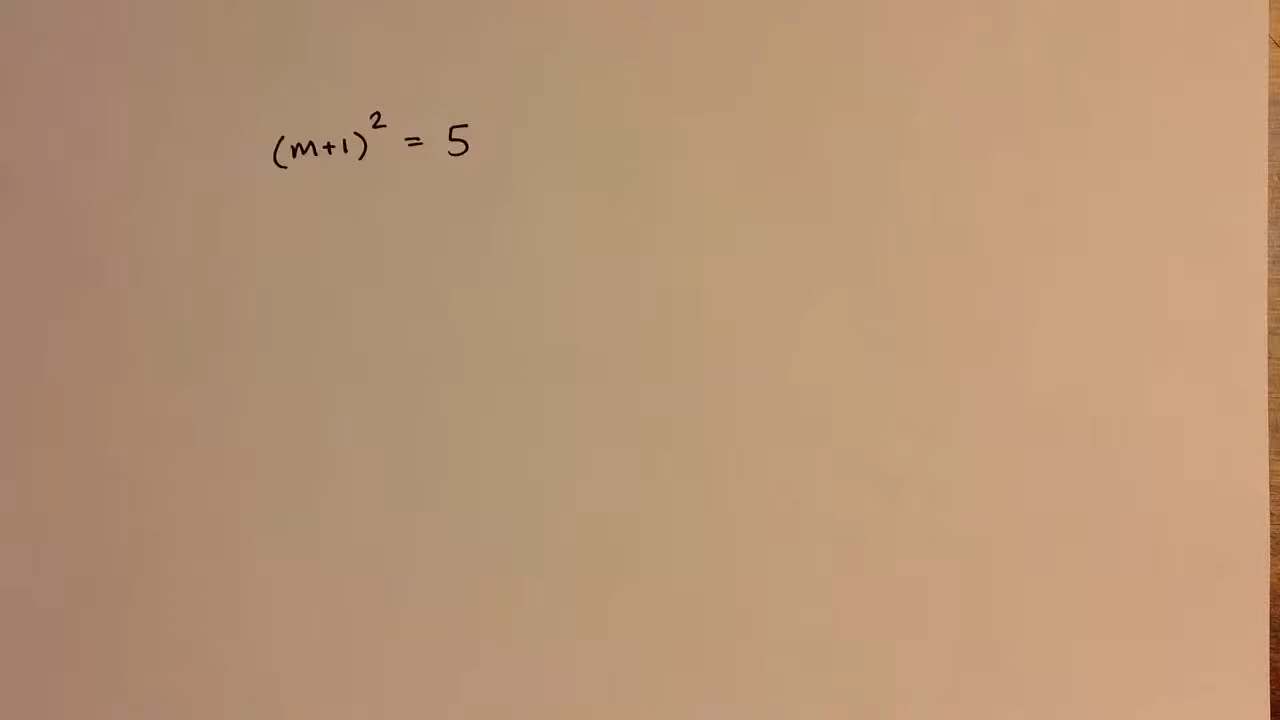 (m+1)² = 5